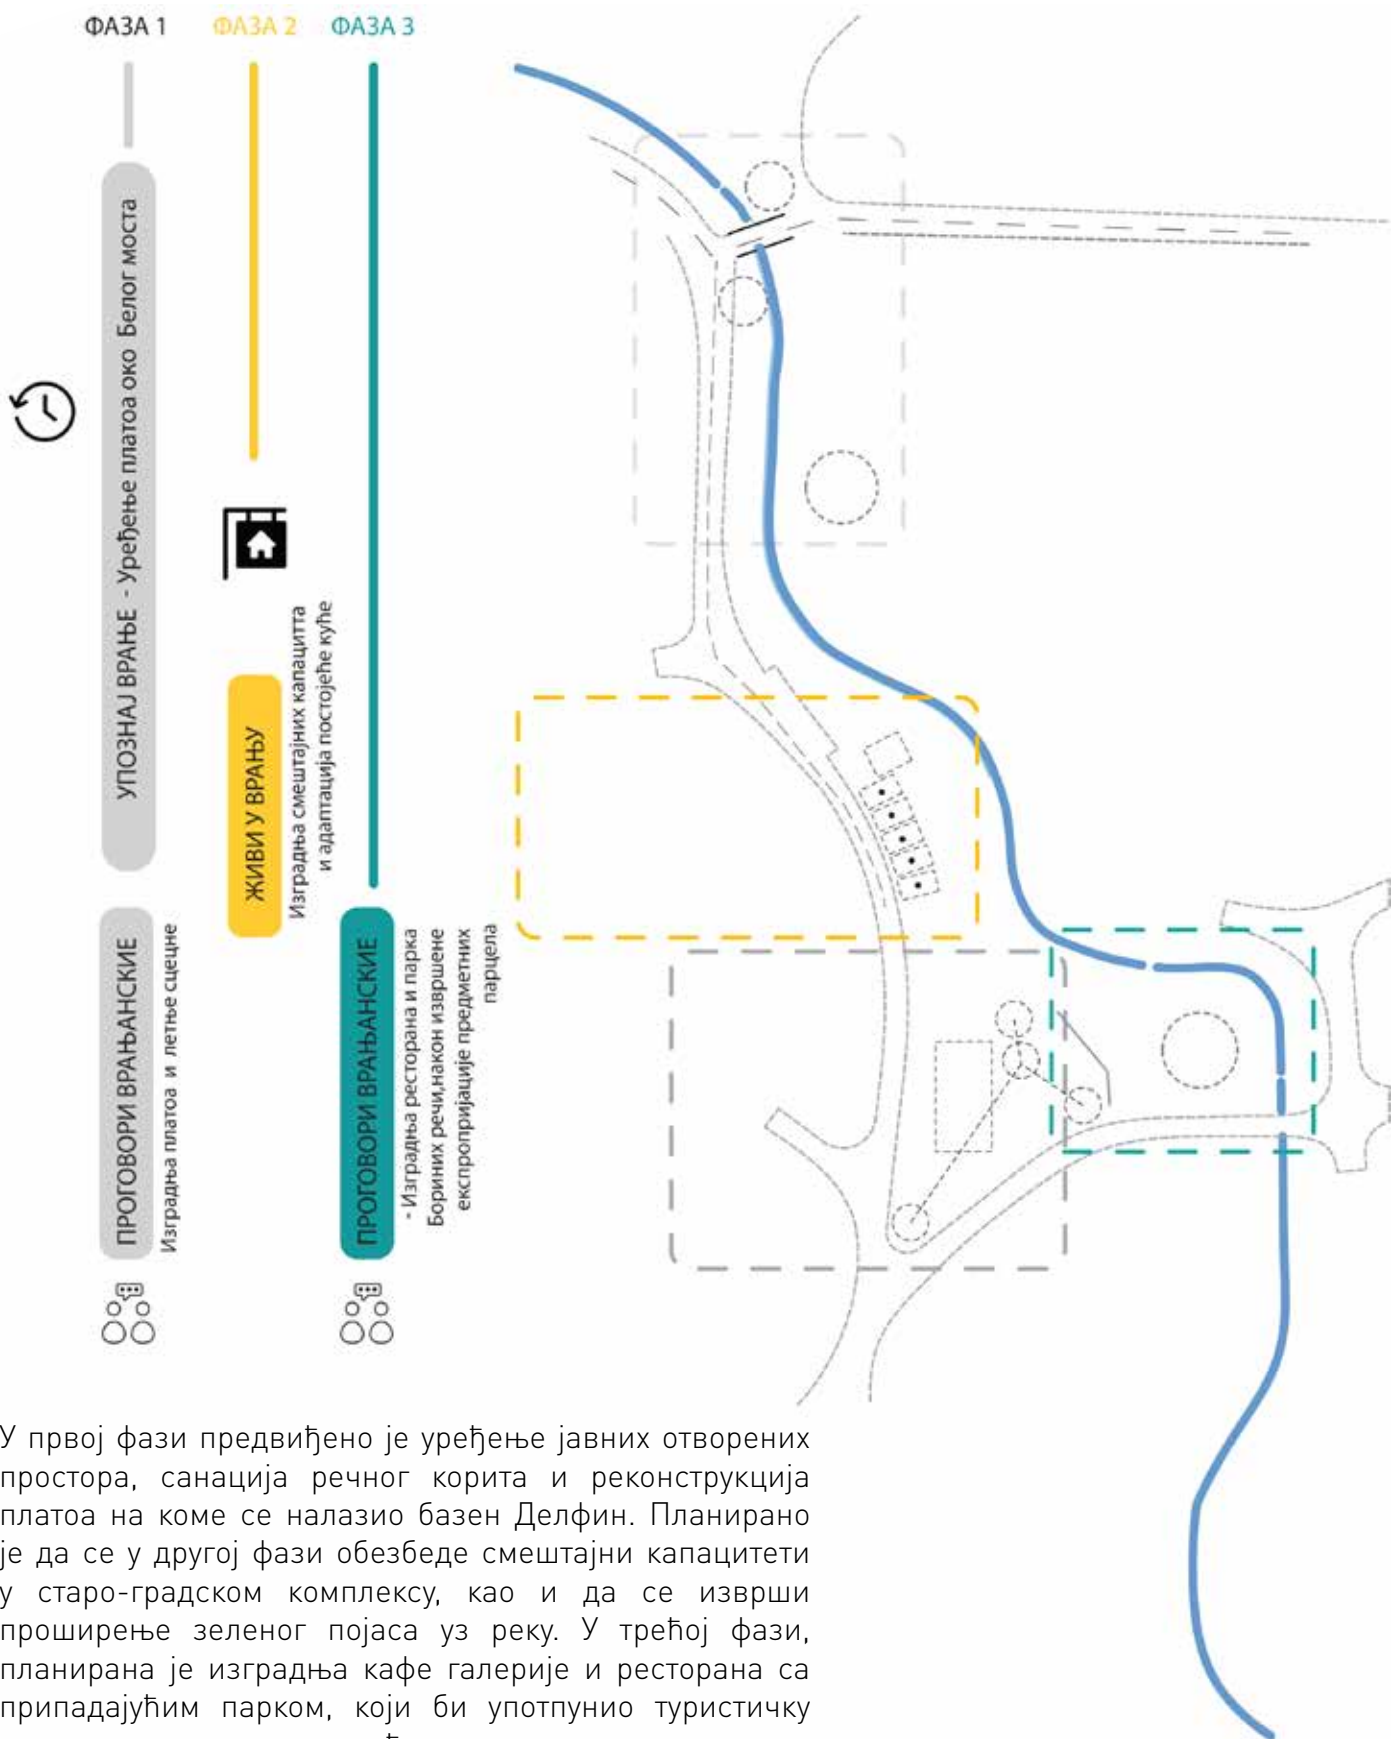 ФАЗА 1
ФАЗА 2
ФАЗА 3
УПОЗНАЈ ВРАЊЕ - Уређење платоа око Белог моста
ПРОГОВОРИ ВРАЊАНСКИЕ
Изградња платоа и летње сцецне
ЖИВИ У ВРАЊУ
Изградња смештајних капацитта
и адаптација постојеће куће
ПРОГОВОРИ ВРАЊАНСКИЕ
- Изградња ресторана и парка
Бориних речи,након извршене
експропријације предметних
парцела
У првој фази предвиђено је уређење јавних отворених
простора, санација речног корита и реконструкција
платоа на коме се налазио базен Делфин. Планирано
је да се у другој фази обезбеде смештајни капацитети
у старо-градском комплексу, као и да се изврши
проширење зеленог појаса уз реку. У трећој фази,
планирана је изградња кафе галерије и ресторана са
припадајућим парком, који би употпунио туристичку